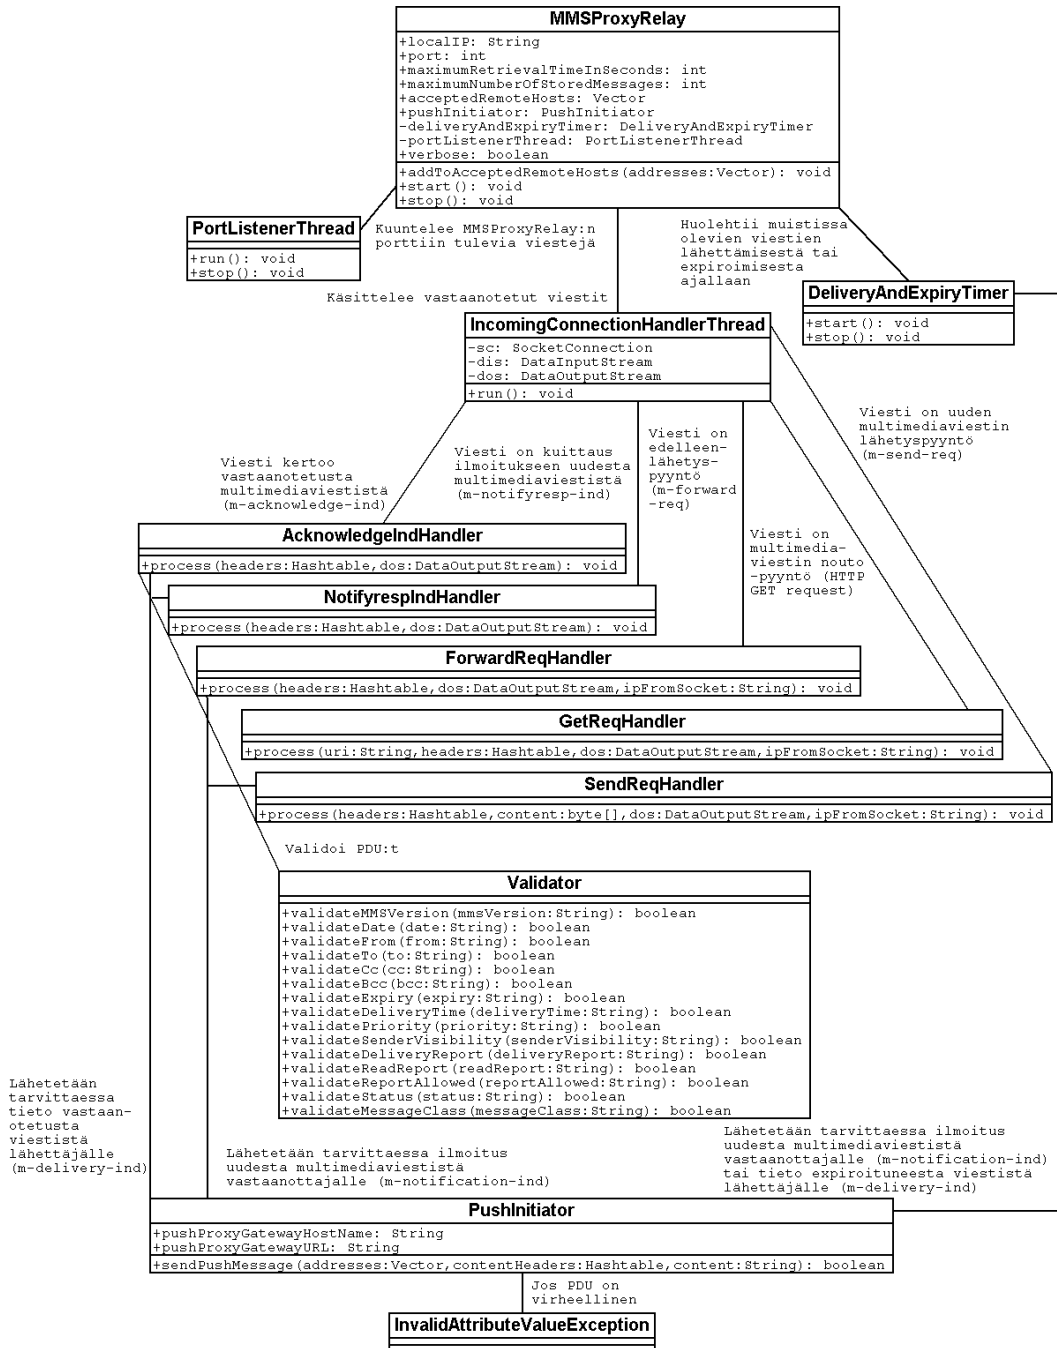 MMSProxyRelay
+localIP: String
+port: int
+maximumRetrievalTimeInSeconds: int
+maximumNumberOfStoredMessages: int
+acceptedRemoteHosts: Vector
+pushInitiator: PushInitiator
-deliveryAndExpiryTimer: DeliveryAndExpiryTimer
-portListenerThread: PortListenerThread
+verbose: boolean
+addToAcceptedRemoteHosts(addresses:Vector): void
+start(): void
+stop(): void
PortListenerThread
+run(): void
+stop(): void
Kuuntelee MMSProxyRelay:n
porttiin tulevia viestejä
Huolehtii muistissa
olevien viestien
lähettämisestä tai
expiroimisesta
ajallaan
DeliveryAndExpiryTimer
+start(): void
+stop(): void
Käsittelee vastaanotetut viestit
IncomingConnectionHandlerThread
-sc: SocketConnection
-dis: DataInputStream
-dos: DataOutputStream
+run(): void
Viesti kertoo
vastaanotetusta
multimediaviestistä
(m-acknowledge-ind)
Viesti on kuittaus
ilmoitukseen uudesta
multimediaviestistä
(m-notifyresp-ind)
Viesti on
edelleen-
lähetys-
pyyntö
(m-forward
-req)
Viesti on uuden
multimediaviestin
lähetyspyyntö
(m-send-req)
Viesti on
multimedia-
viestin nouto
-pyyntö (HTTP
GET request)
AcknowledgeIndHandler
+process(headers:Hashtable,dos:DataOutputStream): void
NotifyrespIndHandler
+process(headers:Hashtable,dos:DataOutputStream): void
ForwardReqHandler
+process(headers:Hashtable,dos:DataOutputStream,ipFromSocket:String): void
GetReqHandler
+process(uri:String,headers:Hashtable,dos:DataOutputStream,ipFromSocket:String): void
SendReqHandler
+process(headers:Hashtable,content:byte[],dos:DataOutputStream,ipFromSocket:String): void
Validoi PDU:t
Validator
+validateMMSVersion(mmsVersion:String): boolean
+validateDate(date:String): boolean
+validateFrom(from:String): boolean
+validateTo(to:String): boolean
+validateCc(cc:String): boolean
+validateBcc(bcc:String): boolean
+validateExpiry(expiry:String): boolean
+validateDeliveryTime(deliveryTime:String): boolean
+validatePriority(priority:String): boolean
+validateSenderVisibility(senderVisibility:String): boolean
+validateDeliveryReport(deliveryReport:String): boolean
+validateReadReport(readReport:String): boolean
+validateReportAllowed(reportAllowed:String): boolean
+validateStatus(status:String): boolean
+validateMessageClass(messageClass:String): boolean
Lähetetään
tarvittaessa
tieto vastaan-
otetusta
viestistä
lähettäjälle
(m-delivery-ind)
Lähetetään tarvittaessa ilmoitus
uudesta multimediaviestistä
vastaanottajalle (m-notification-ind)
Lähetetään tarvittaessa ilmoitus
uudesta multimediaviestistä
vastaanottajalle (m-notification-ind)
tai tieto expiroituneesta viestistä
lähettäjälle (m-delivery-ind)
PushInitiator
+pushProxyGatewayHostName: String
+pushProxyGatewayURL: String
+sendPushMessage(addresses:Vector,contentHeaders:Hashtable,content:String): boolean
Jos PDU on
virheellinen
InvalidAttributeValueException